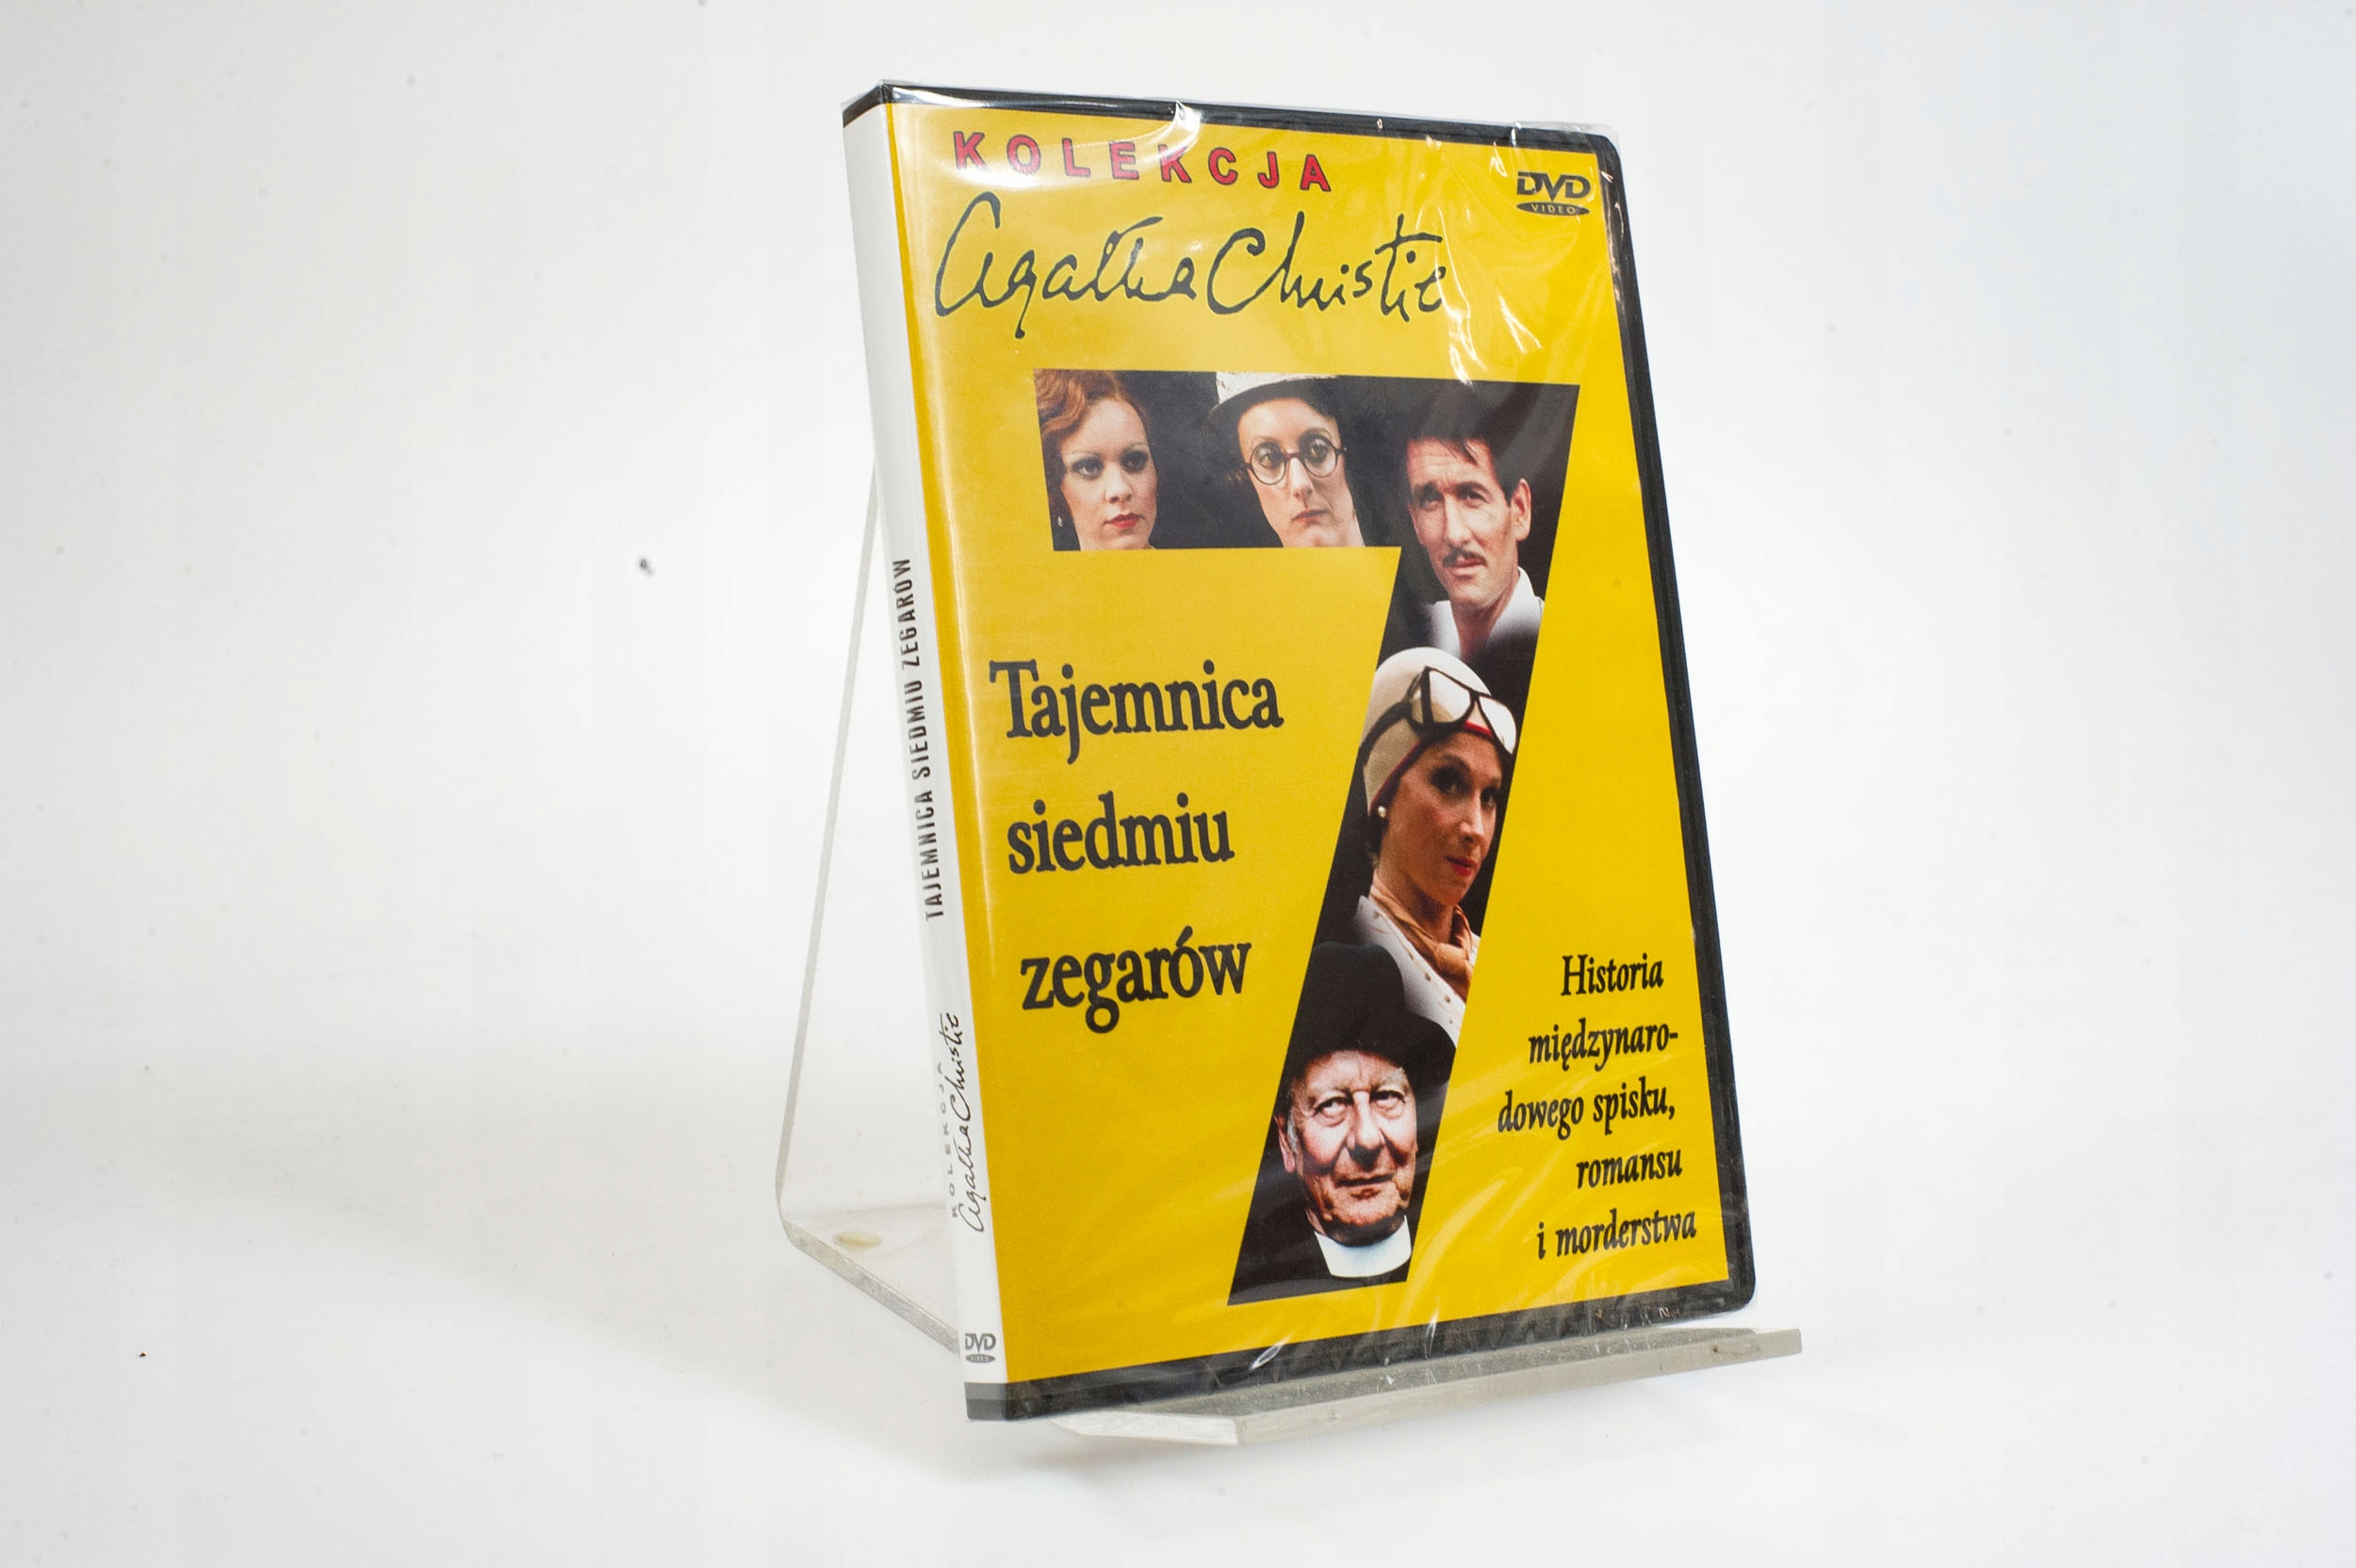 KOLEKCJA
Agatha Christie
DVD
VIDEO
Tajemnica
siedmiu
zegarów
Historia
międzynaro-
dowego spisku,
romansu
i morderstwa
TAJEMNICA SIEDMIU ZEGARÓW
KOLEKCJA
Agatha Christie
DVD
VIDEO